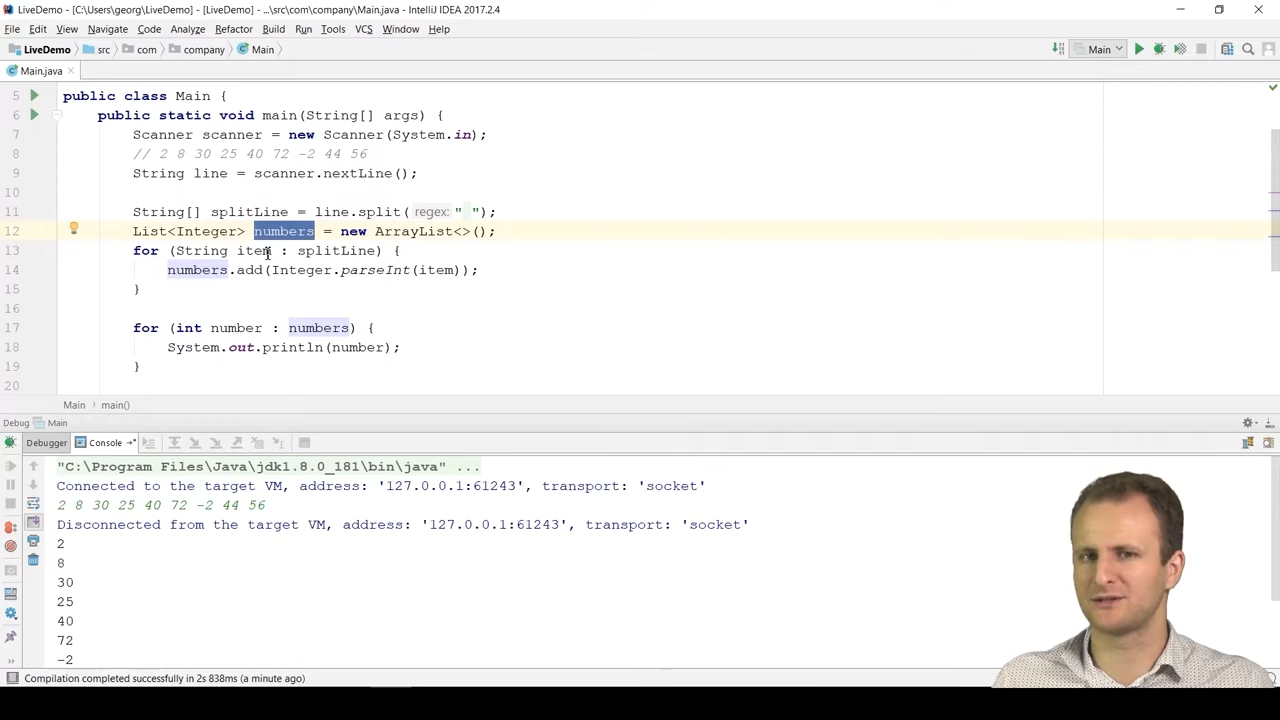 LiveDemo - [C:\Users\georg\LiveDemo] - [LiveDemo] - ...\src\com\company\Main.java - IntelliJ IDEA 2017.2.4
File Edit View Navigate Code Analyze Refactor Build Run Tools VCS Window Help
LiveDemo src com company Main Main
Main.java
5 public class Main {
6 public static void main(String[] args) {
7 Scanner scanner = new Scanner(System.in);
8 // 2 8 30 25 40 72 -2 44 56
9 String line = scanner.nextLine();
10
11 String[] splitLine = line.split( regex: " ");
12 List<Integer> numbers = new ArrayList<>();
13 for (String item : splitLine) {
14 numbers.add(Integer.parseInt(item));
15 }
16
17 for (int number : numbers) {
18 System.out.println(number);
19 }
20
Main › main()
Debug Main
Debugger Console
"C:\Program Files\Java\jdk1.8.0_181\bin\java" ...
Connected to the target VM, address: '127.0.0.1:61243', transport: 'socket'
2 8 30 25 40 72 -2 44 56
Disconnected from the target VM, address: '127.0.0.1:61243', transport: 'socket'
2
8
30
25
40
72
-2
Compilation completed successfully in 2s 838ms (a minute ago)